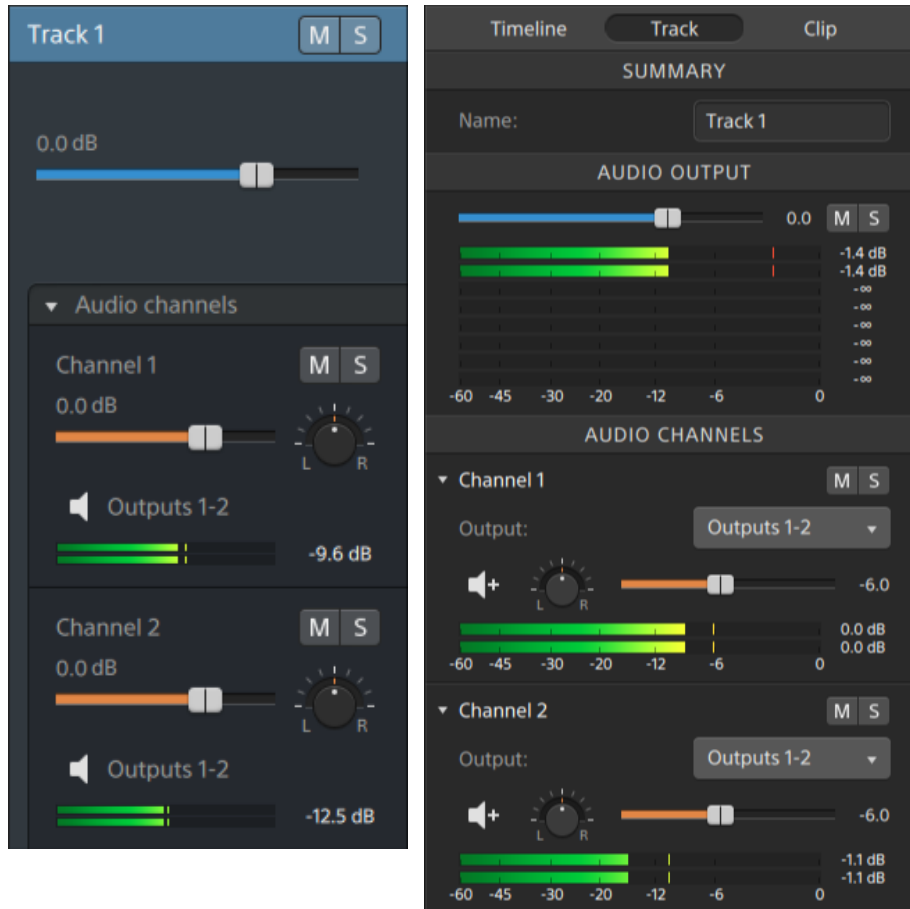 Track 1 M S
0.0 dB
Audio channels
Channel 1 M S
0.0 dB
L R
Outputs 1-2
-9.6 dB
Channel 2 M S
0.0 dB
L R
Outputs 1-2
-12.5 dB
Timeline Track Clip
SUMMARY
Name: Track 1
AUDIO OUTPUT
0.0 M S
-1.4 dB
-1.4 dB
-∞
-∞
-∞
-∞
-∞
-∞
-60 -45 -30 -20 -12 -6 0
AUDIO CHANNELS
Channel 1 M S
Output: Outputs 1-2
L R -6.0
0.0 dB
0.0 dB
-60 -45 -30 -20 -12 -6 0
Channel 2 M S
Output: Outputs 1-2
L R -6.0
-1.1 dB
-1.1 dB
-60 -45 -30 -20 -12 -6 0